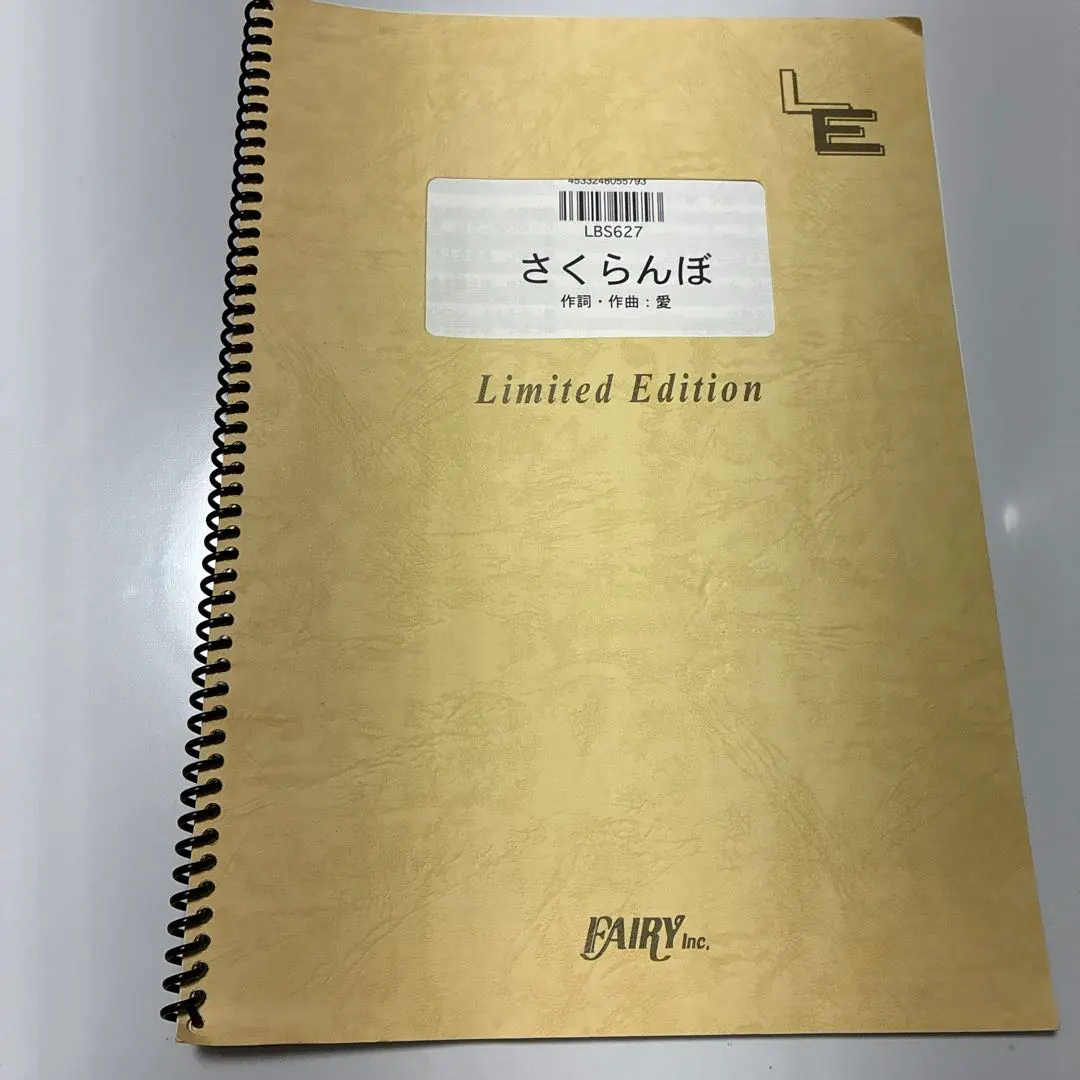 LE
4533248055793
LBS627
さくらんぼ
作詞・作曲：愛
Limited Edition
FAIRY Inc.